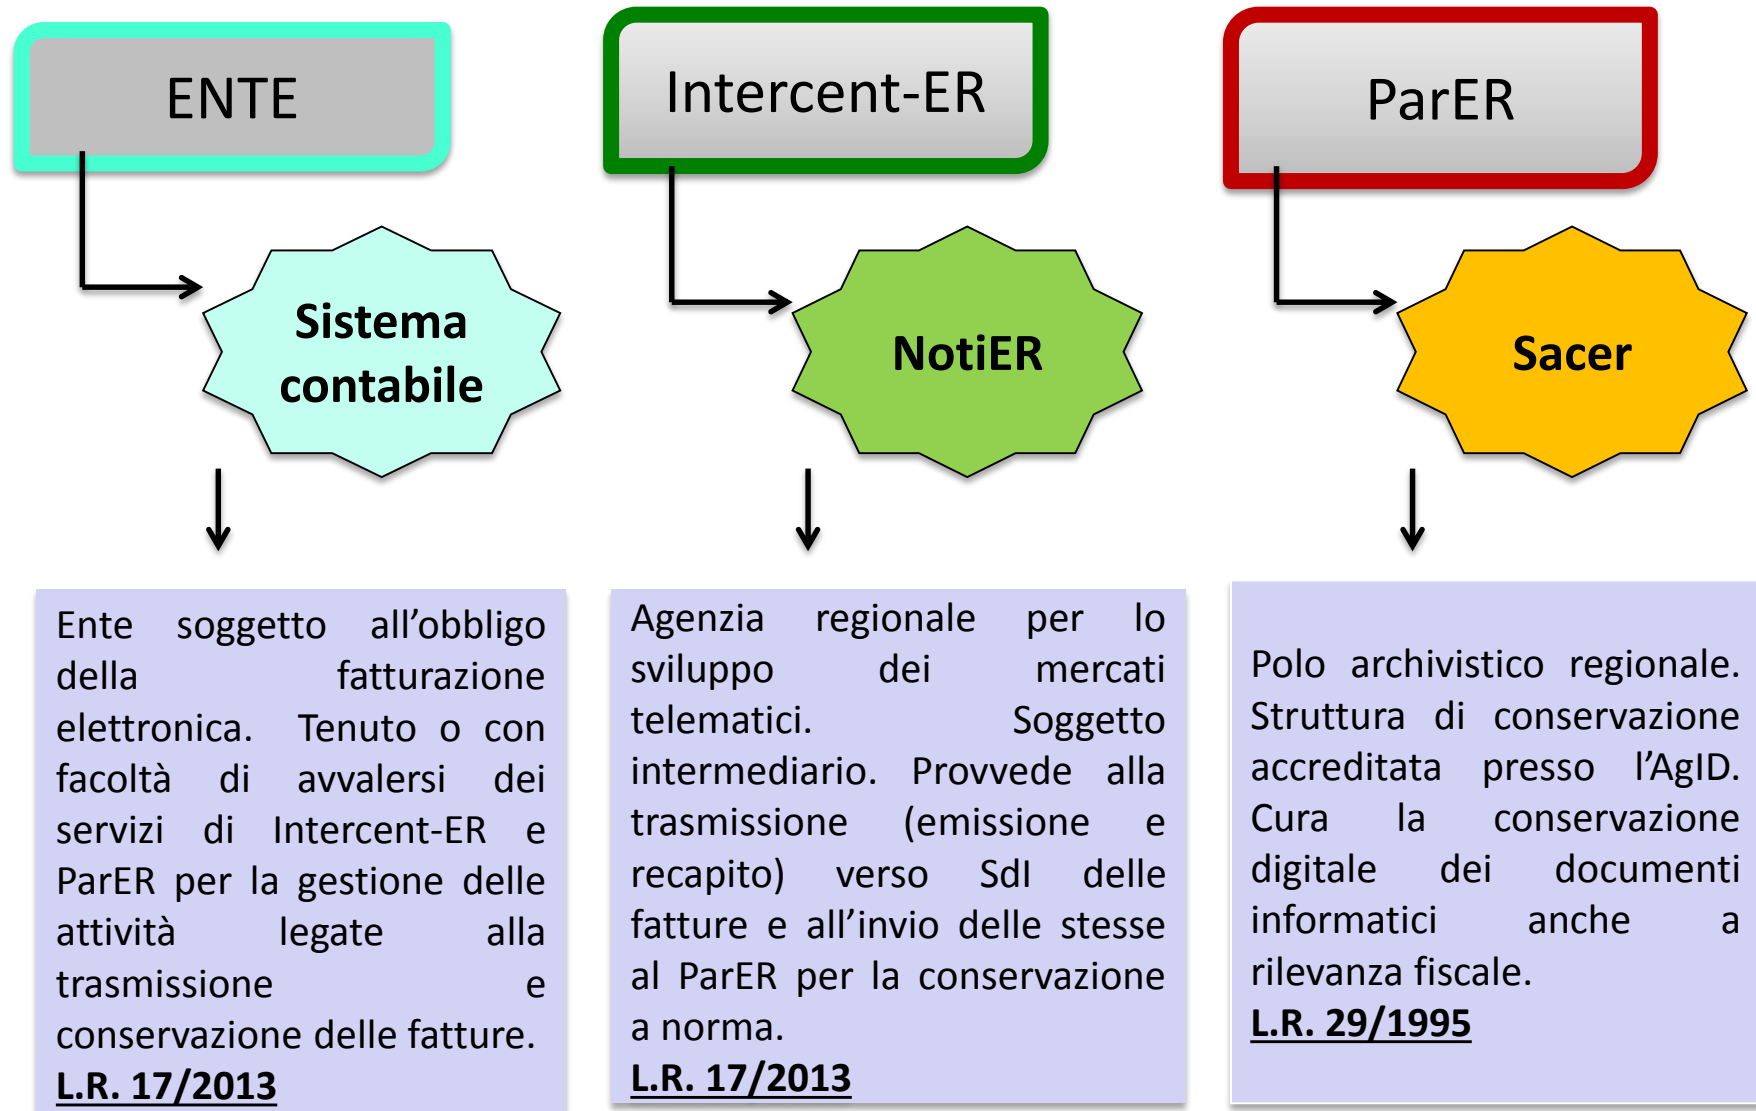 ENTE
Intercent-ER
ParER
Sistema
contabile
NotiER
Sacer
Ente soggetto all’obbligo
della fatturazione
elettronica. Tenuto o con
facoltà di avvalersi dei
servizi di Intercent-ER e
ParER per la gestione delle
attività legate alla
trasmissione e
conservazione delle fatture.
L.R. 17/2013
Agenzia regionale per lo
sviluppo dei mercati
telematici. Soggetto
intermediario. Provvede alla
trasmissione (emissione e
recapito) verso SdI delle
fatture e all’invio delle stesse
al ParER per la conservazione
a norma.
L.R. 17/2013
Polo archivistico regionale.
Struttura di conservazione
accreditata presso l’AgID.
Cura la conservazione
digitale dei documenti
informatici anche a
rilevanza fiscale.
L.R. 29/1995